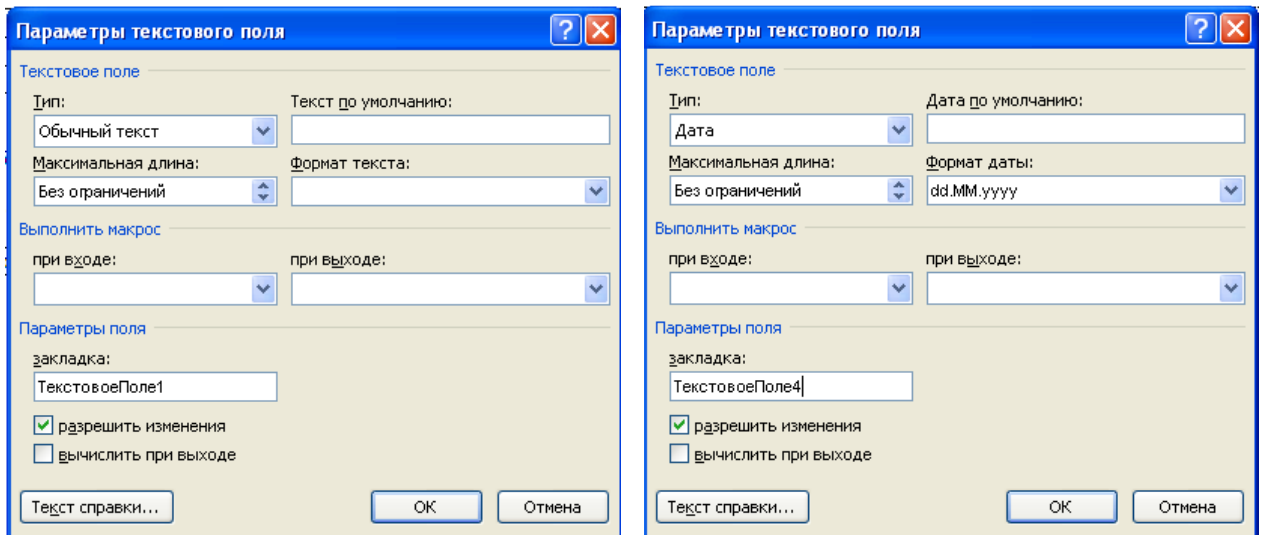 Параметры текстового поля
Текстовое поле
Тип:
Текст по умолчанию:
Обычный текст
Максимальная длина:
Формат текста:
Без ограничений
Выполнить макрос
при входе:
при выходе:
Параметры поля
закладка:
ТекстовоеПоле1
разрешить изменения
вычислить при выходе
Текст справки...
ОК
Отмена
Параметры текстового поля
Текстовое поле
Тип:
Дата по умолчанию:
Дата
Максимальная длина:
Формат даты:
Без ограничений
dd.MM.yyyy
Выполнить макрос
при входе:
при выходе:
Параметры поля
закладка:
ТекстовоеПоле4
разрешить изменения
вычислить при выходе
Текст справки...
ОК
Отмена